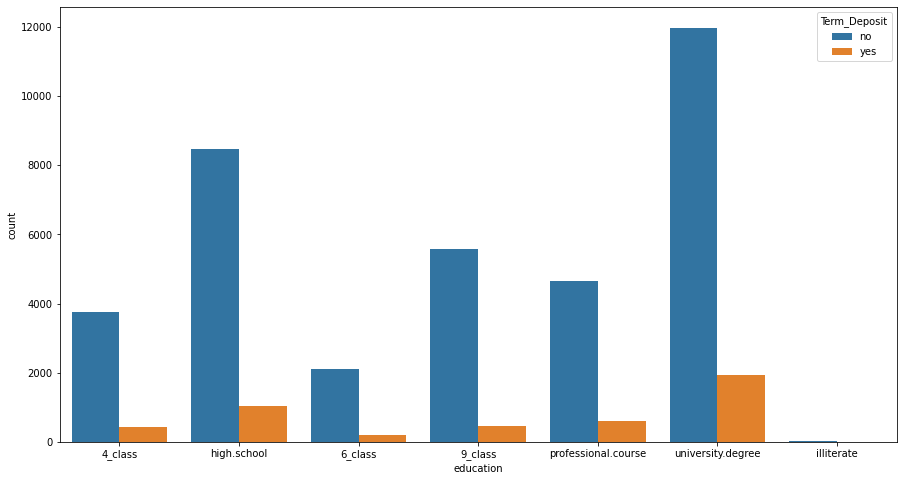 Term_Deposit
no
yes
12000
10000
8000
6000
4000
2000
0
count
4_class high.school 6_class 9_class professional.course university.degree illiterate
education